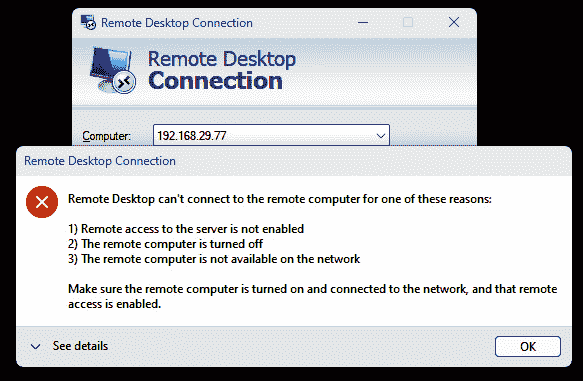 Remote Desktop Connection
Remote Desktop
Connection
Computer: 192.168.29.77
Remote Desktop Connection
Remote Desktop can't connect to the remote computer for one of these reasons:
1) Remote access to the server is not enabled
2) The remote computer is turned off
3) The remote computer is not available on the network
Make sure the remote computer is turned on and connected to the network, and that remote
access is enabled.
See details
OK